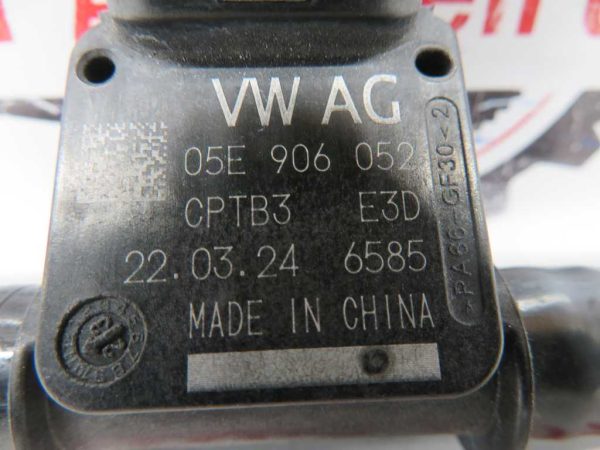 VW AG
05E 906 052
CPTB3 E3D
22.03.24 6585
MADE IN CHINA
>PA66-GF30<2